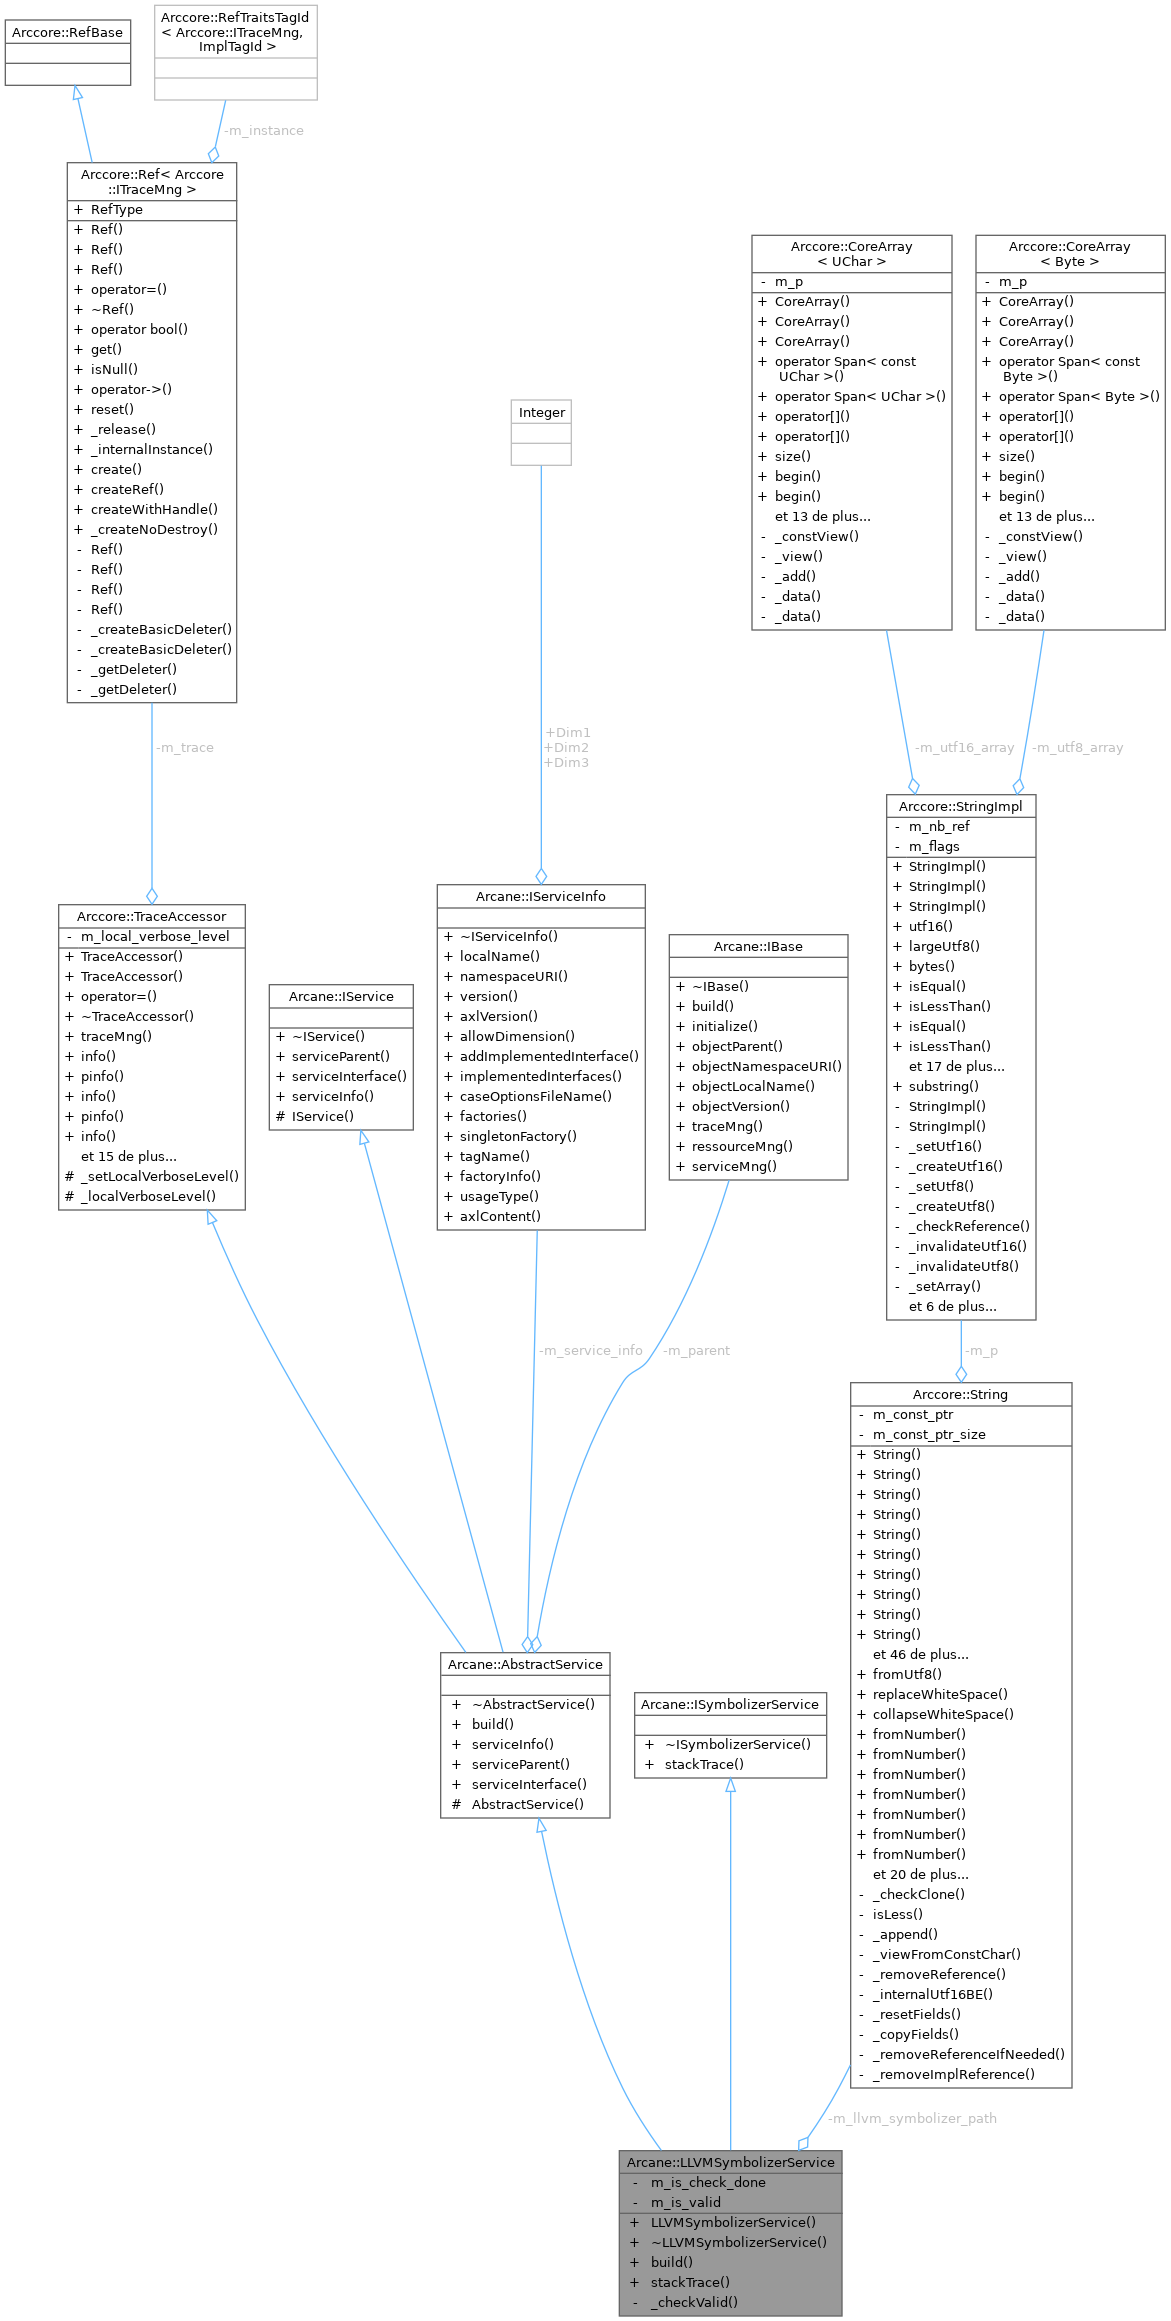 Arccore::RefBase
Arccore::RefTraitsTagId
< Arccore::ITraceMng,
ImplTagId >
-m_instance
Arccore::Ref< Arccore
::ITraceMng >
+ RefType
+ Ref()
+ Ref()
+ Ref()
+ operator=()
+ ~Ref()
+ operator bool()
+ get()
+ isNull()
+ operator->()
+ reset()
+ _release()
+ _internalInstance()
+ create()
+ createRef()
+ createWithHandle()
+ _createNoDestroy()
- Ref()
- Ref()
- Ref()
- Ref()
- _createBasicDeleter()
- _createBasicDeleter()
- _getDeleter()
- _getDeleter()
-m_trace
Arccore::CoreArray
< UChar >
- m_p
+ CoreArray()
+ CoreArray()
+ CoreArray()
+ operator Span< const
UChar >()
+ operator Span< UChar >()
+ operator[]()
+ operator[]()
+ size()
+ begin()
+ begin()
et 13 de plus...
- _constView()
- _view()
- _add()
- _data()
- _data()
-m_utf16_array
Arccore::CoreArray
< Byte >
- m_p
+ CoreArray()
+ CoreArray()
+ CoreArray()
+ operator Span< const
Byte >()
+ operator Span< Byte >()
+ operator[]()
+ operator[]()
+ size()
+ begin()
+ begin()
et 13 de plus...
- _constView()
- _view()
- _add()
- _data()
- _data()
-m_utf8_array
Integer
+Dim1
+Dim2
+Dim3
Arccore::StringImpl
- m_nb_ref
- m_flags
+ StringImpl()
+ StringImpl()
+ StringImpl()
+ utf16()
+ largeUtf8()
+ bytes()
+ isEqual()
+ isLessThan()
+ isEqual()
+ isLessThan()
et 17 de plus...
+ substring()
- StringImpl()
- StringImpl()
- _setUtf16()
- _createUtf16()
- _setUtf8()
- _createUtf8()
- _checkReference()
- _invalidateUtf16()
- _invalidateUtf8()
- _setArray()
et 6 de plus...
-m_p
Arccore::TraceAccessor
- m_local_verbose_level
+ TraceAccessor()
+ TraceAccessor()
+ operator=()
+ ~TraceAccessor()
+ traceMng()
+ info()
+ pinfo()
+ info()
+ pinfo()
+ info()
et 15 de plus...
# _setLocalVerboseLevel()
# _localVerboseLevel()
Arcane::IService
+ ~IService()
+ serviceParent()
+ serviceInterface()
+ serviceInfo()
# IService()
Arcane::IServiceInfo
+ ~IServiceInfo()
+ localName()
+ namespaceURI()
+ version()
+ axlVersion()
+ allowDimension()
+ addImplementedInterface()
+ implementedInterfaces()
+ caseOptionsFileName()
+ factories()
+ singletonFactory()
+ tagName()
+ factoryInfo()
+ usageType()
+ axlContent()
-m_service_info
Arcane::IBase
+ ~IBase()
+ build()
+ initialize()
+ objectParent()
+ objectNamespaceURI()
+ objectLocalName()
+ objectVersion()
+ traceMng()
+ ressourceMng()
+ serviceMng()
-m_parent
Arccore::String
- m_const_ptr
- m_const_ptr_size
+ String()
+ String()
+ String()
+ String()
+ String()
+ String()
+ String()
+ String()
+ String()
+ String()
et 46 de plus...
+ fromUtf8()
+ replaceWhiteSpace()
+ collapseWhiteSpace()
+ fromNumber()
+ fromNumber()
+ fromNumber()
+ fromNumber()
+ fromNumber()
+ fromNumber()
+ fromNumber()
et 20 de plus...
- _checkClone()
- isLess()
- _append()
- _viewFromConstChar()
- _removeReference()
- _internalUtf16BE()
- _resetFields()
- _copyFields()
- _removeReferenceIfNeeded()
- _removeImplReference()
-m_llvm_symbolizer_path
Arcane::AbstractService
+ ~AbstractService()
+ build()
+ serviceInfo()
+ serviceParent()
+ serviceInterface()
# AbstractService()
Arcane::ISymbolizerService
+ ~ISymbolizerService()
+ stackTrace()
Arcane::LLVMSymbolizerService
- m_is_check_done
- m_is_valid
+ LLVMSymbolizerService()
+ ~LLVMSymbolizerService()
+ build()
+ stackTrace()
- _checkValid()